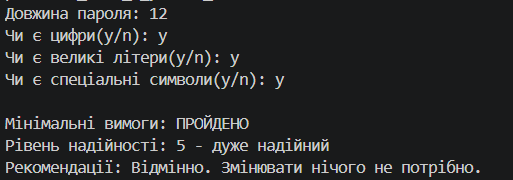 Довжина пароля: 12
Чи є цифри(y/n): y
Чи є великі літери(y/n): y
Чи є спеціальні символи(y/n): y
Мінімальні вимоги: ПРОЙДЕНО
Рівень надійності: 5 - дуже надійний
Рекомендації: Відмінно. Змінювати нічого не потрібно.